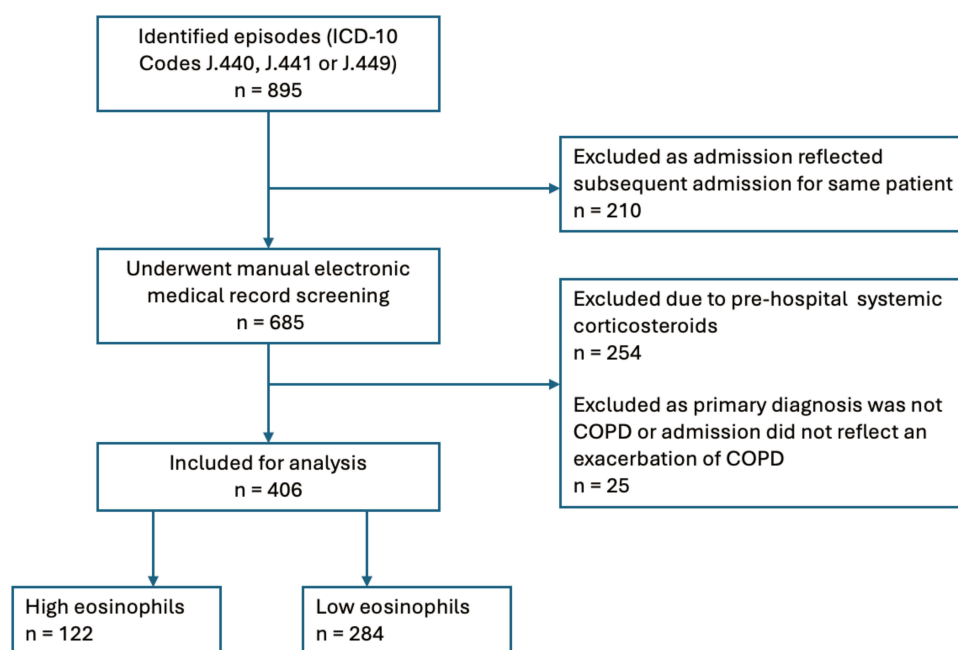 Identified episodes (ICD-10
Codes J.440, J.441 or J.449)
n = 895
Excluded as admission reflected
subsequent admission for same patient
n = 210
Underwent manual electronic
medical record screening
n = 685
Excluded due to pre-hospital systemic
corticosteroids
n = 254
Excluded as primary diagnosis was not
COPD or admission did not reflect an
exacerbation of COPD
n = 25
Included for analysis
n = 406
High eosinophils
n = 122
Low eosinophils
n = 284